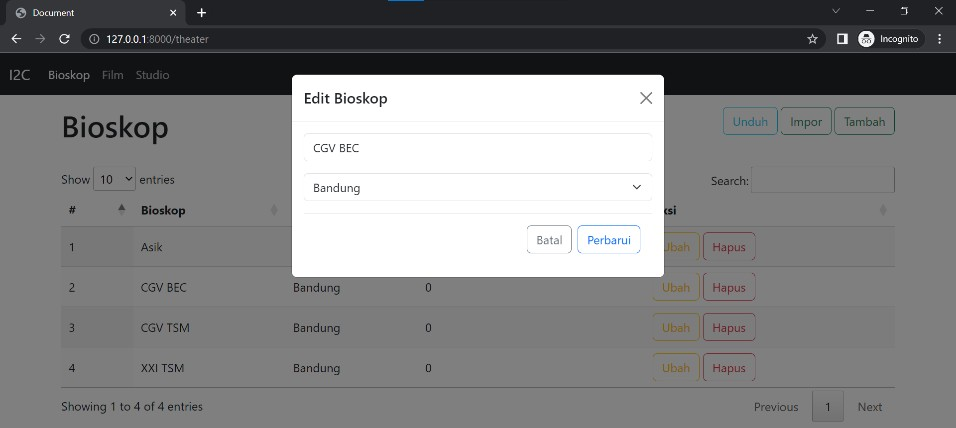 Document
127.0.0.1:8000/theater
Incognito
I2C Bioskop Film Studio
Edit Bioskop
CGV BEC
Bandung
Batal Perbarui
Bioskop
Unduh Impor Tambah
Show 10 entries
Search:
# Bioskop ksi
1 Asik Ubah Hapus
2 CGV BEC Bandung 0 Ubah Hapus
3 CGV TSM Bandung 0 Ubah Hapus
4 XXI TSM Bandung 0 Ubah Hapus
Showing 1 to 4 of 4 entries
Previous 1 Next